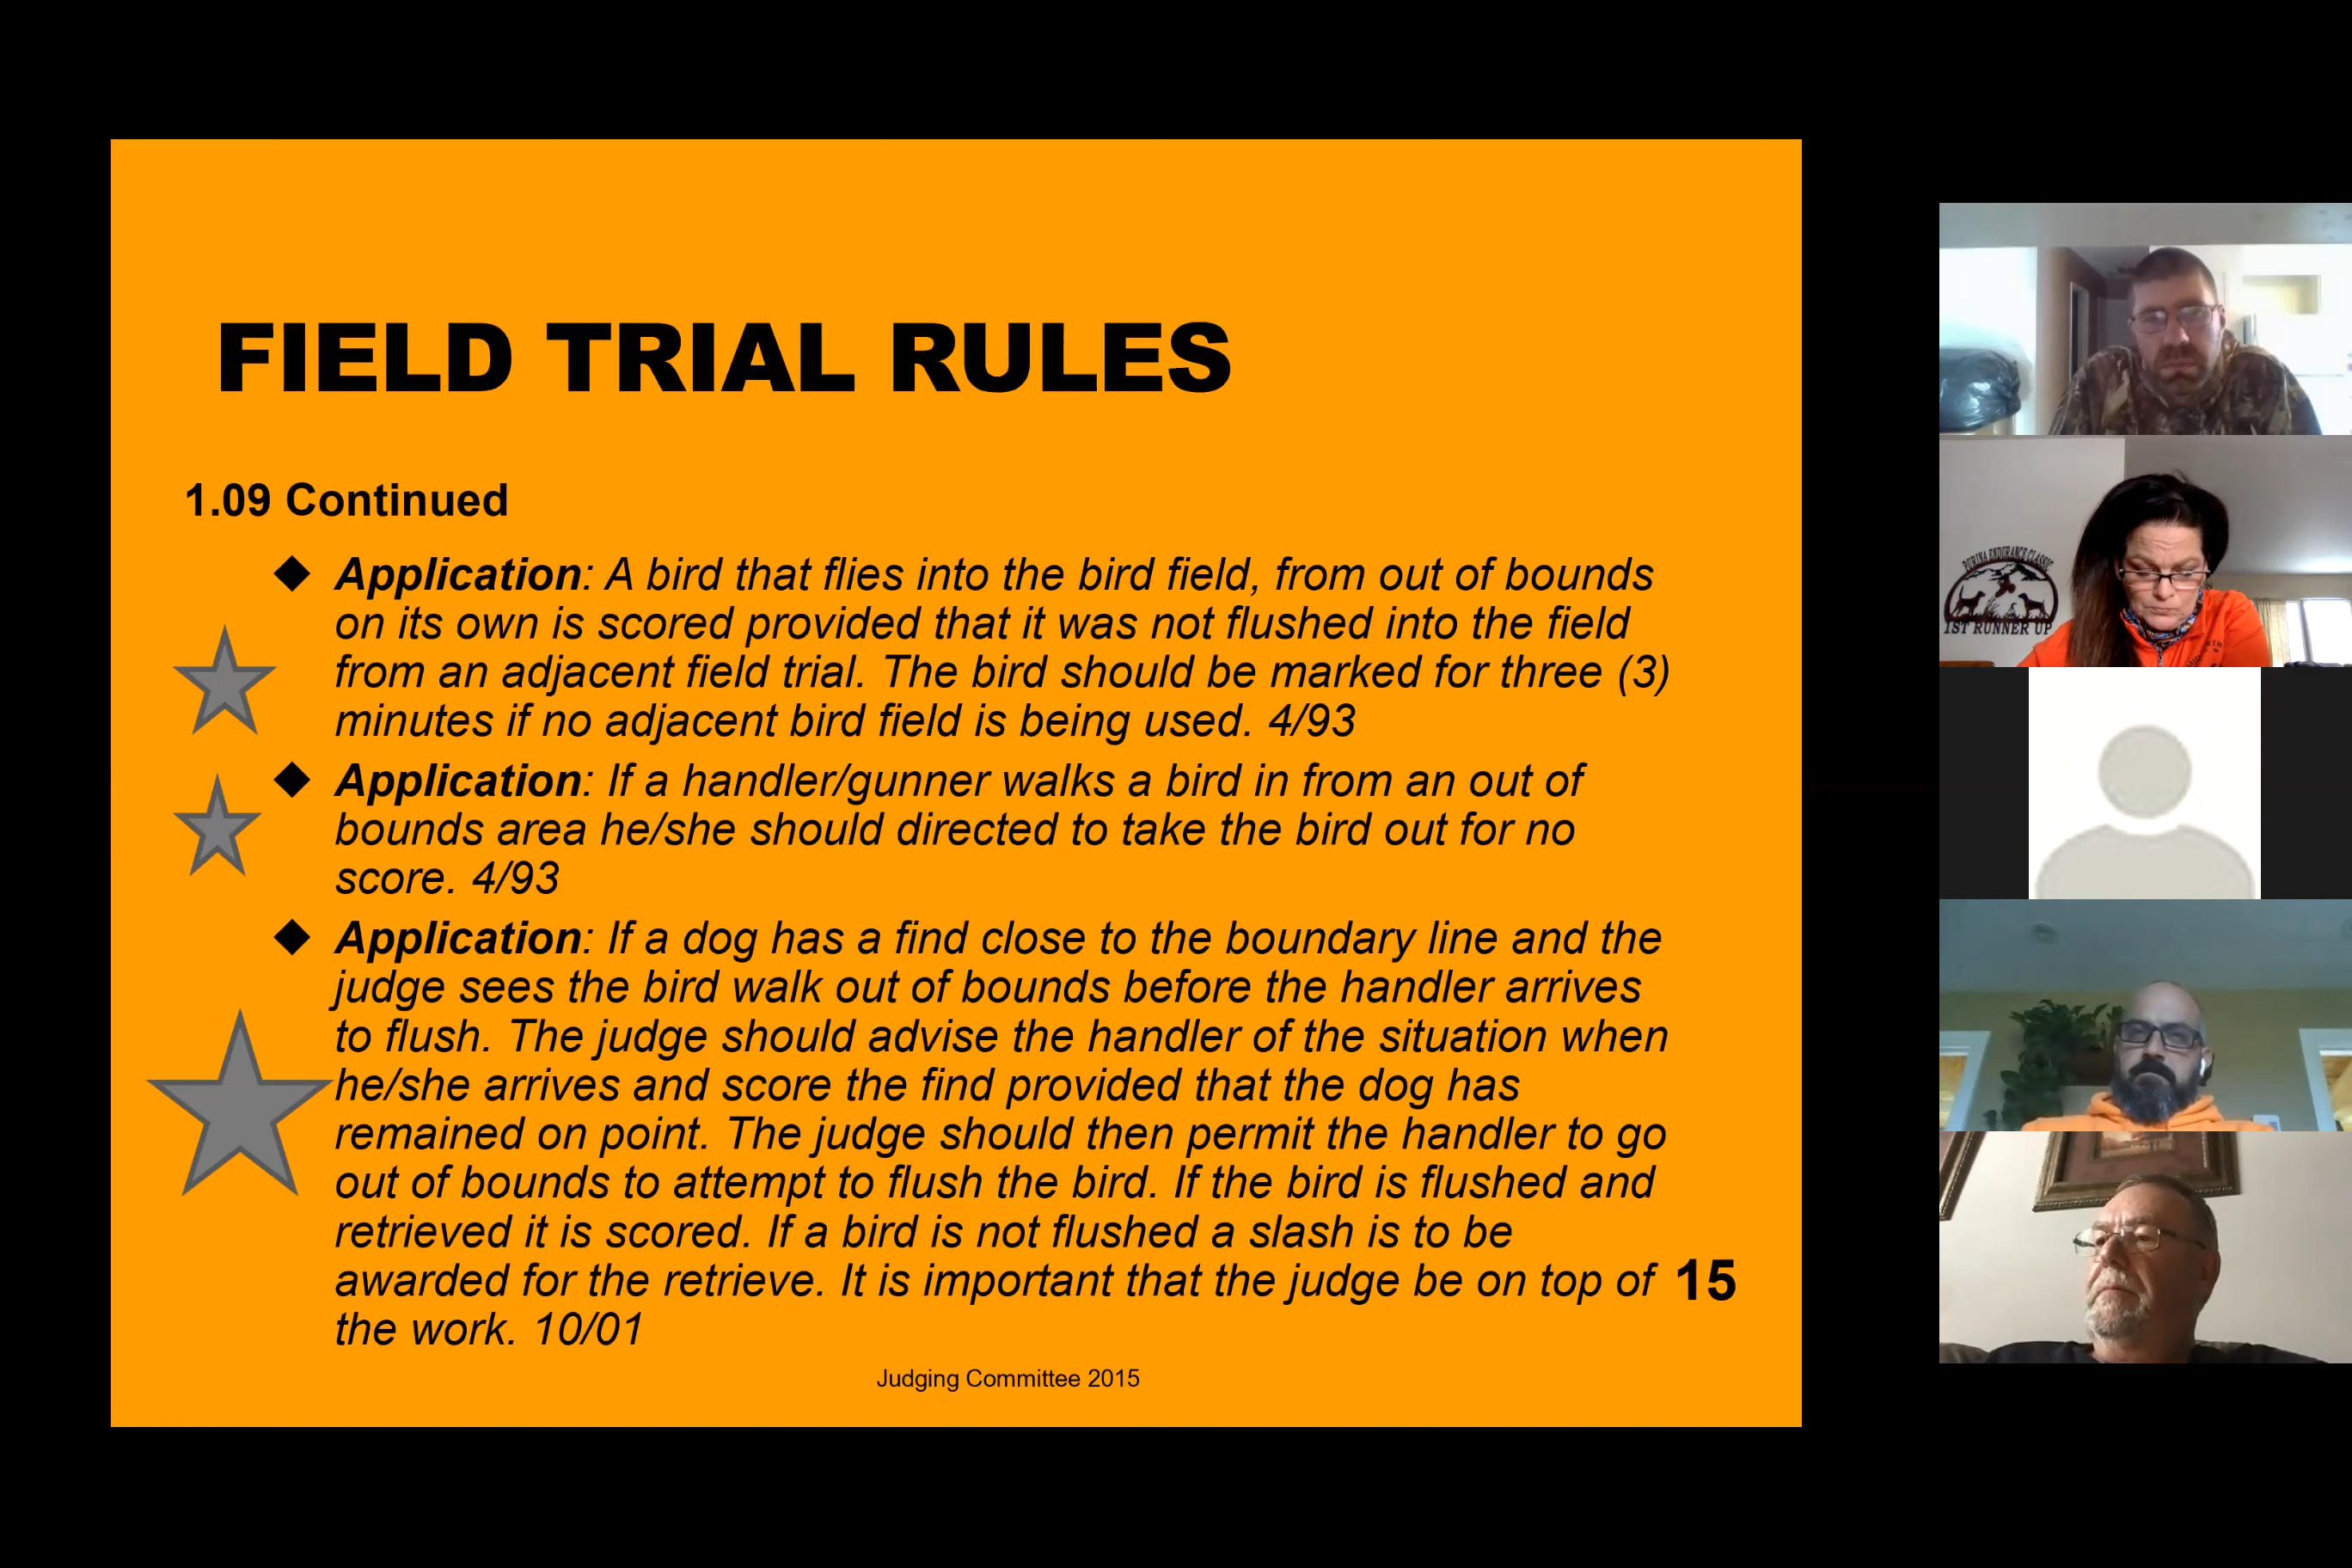 FIELD TRIAL RULES
1.09 Continued
Application: A bird that flies into the bird field, from out of bounds
on its own is scored provided that it was not flushed into the field
from an adjacent field trial. The bird should be marked for three (3)
minutes if no adjacent bird field is being used. 4/93
Application: If a handler/gunner walks a bird in from an out of
bounds area he/she should directed to take the bird out for no
score. 4/93
Application: If a dog has a find close to the boundary line and the
judge sees the bird walk out of bounds before the handler arrives
to flush. The judge should advise the handler of the situation when
he/she arrives and score the find provided that the dog has
remained on point. The judge should then permit the handler to go
out of bounds to attempt to flush the bird. If the bird is flushed and
retrieved it is scored. If a bird is not flushed a slash is to be
awarded for the retrieve. It is important that the judge be on top of
the work. 10/01
15
Judging Committee 2015
PURINA ENDURANCE CLASSIC
1ST RUNNER UP